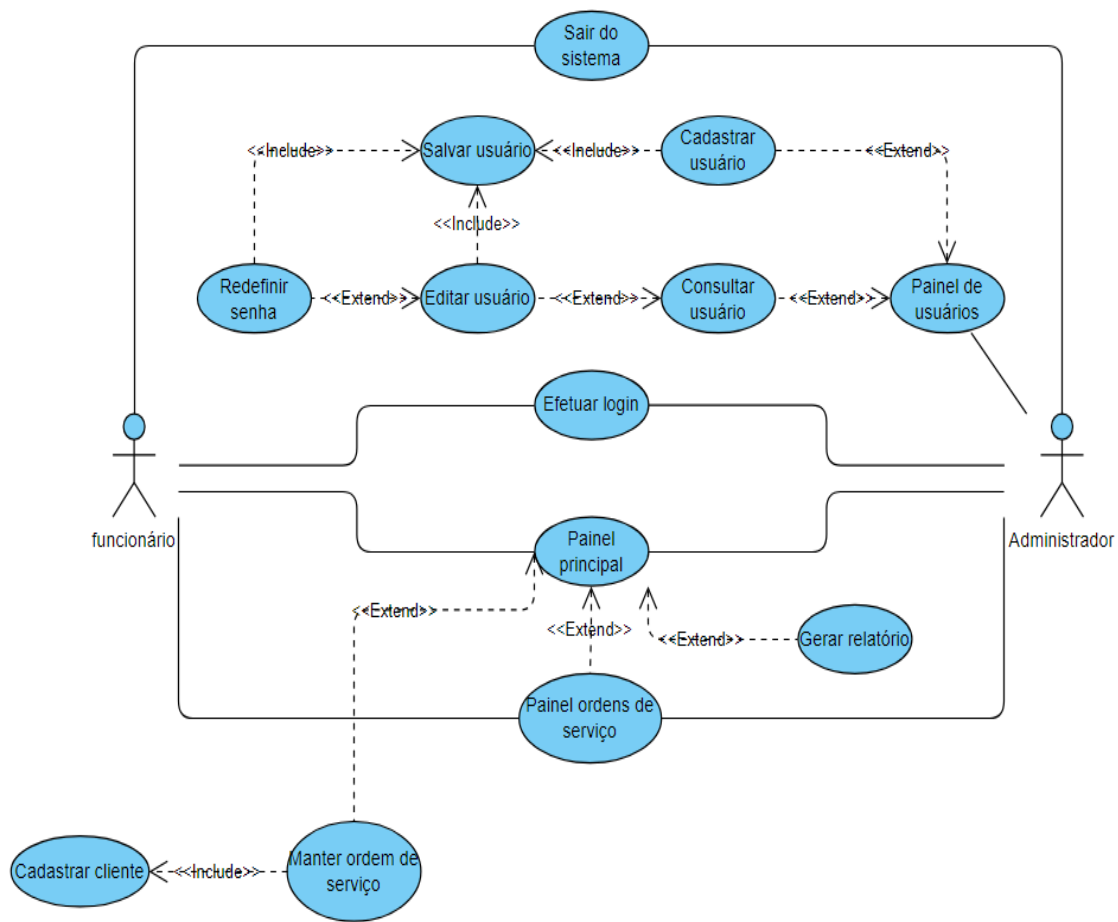 Sair do
sistema
<<Include>>
Salvar usuário
<<Include>>
Cadastrar
usuário
<<Extend>>
<<Include>>
Redefinir
senha
<<Extend>>
Editar usuário
<<Extend>>
Consultar
usuário
<<Extend>>
Painel de
usuários
Efetuar login
funcionário
Administrador
Painel
principal
<<Extend>>
<<Extend>>
<<Extend>>
Gerar relatório
Painel ordens de
serviço
Cadastrar cliente
<<Include>>
Manter ordem de
serviço